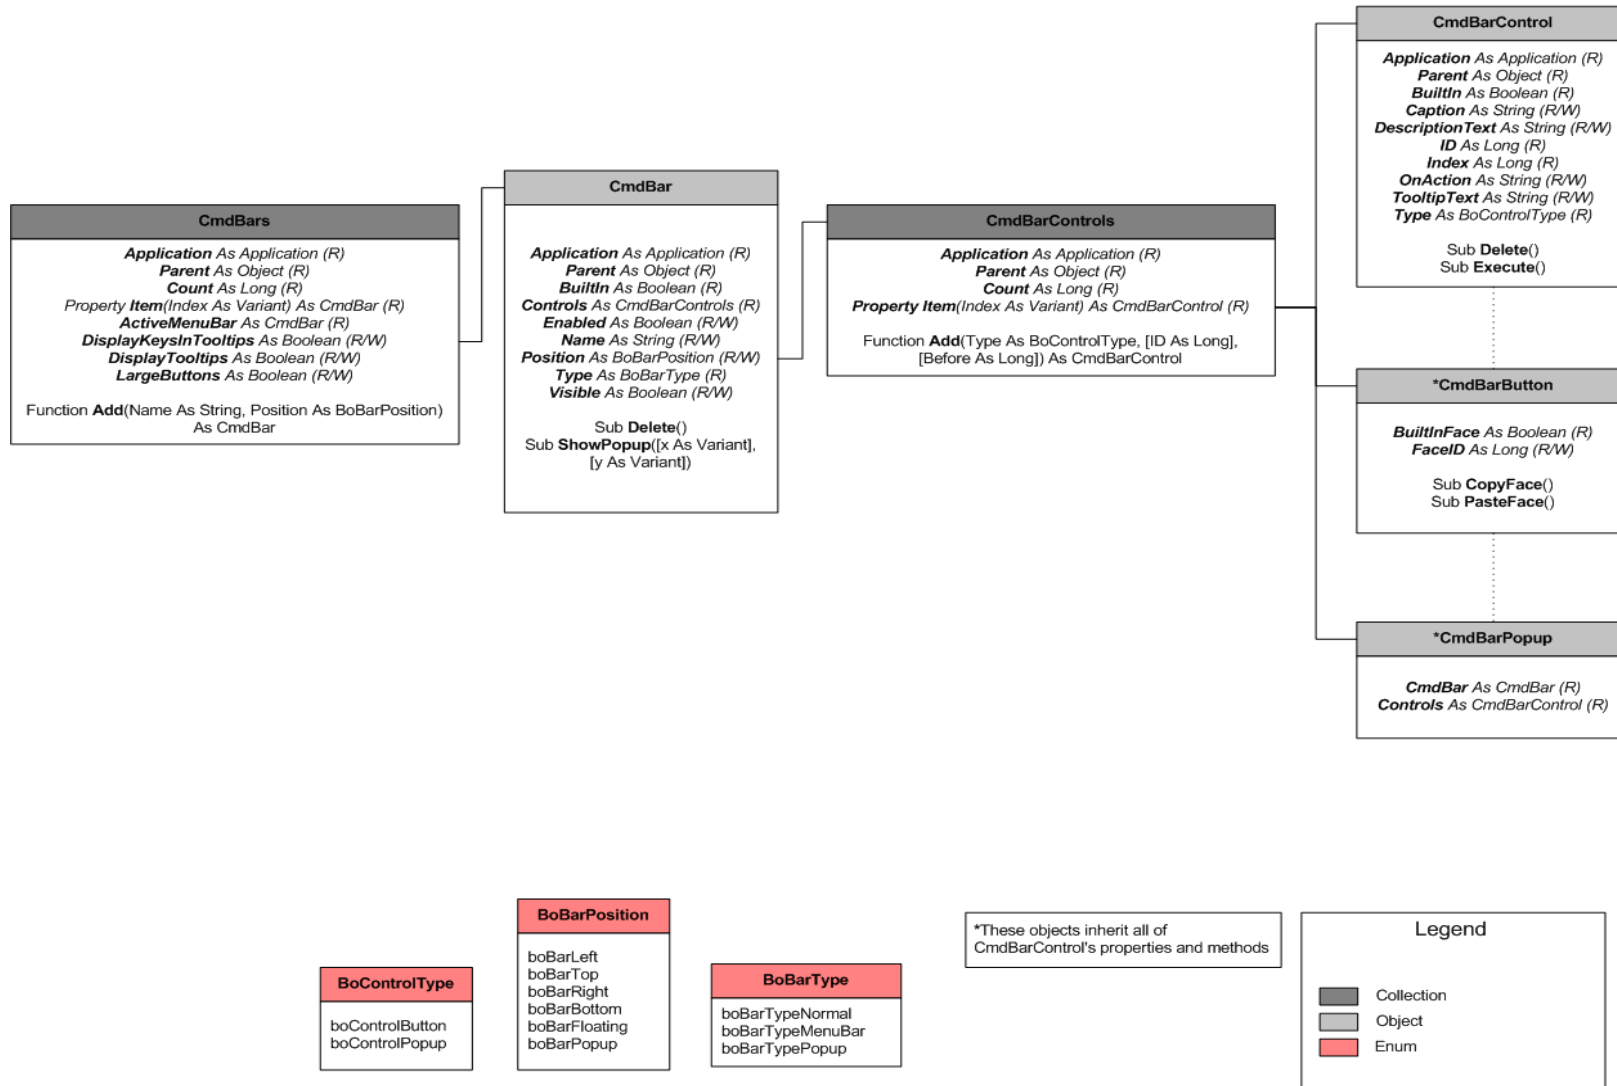 CmdBars
Application As Application (R)
Parent As Object (R)
Count As Long (R)
Property Item(Index As Variant) As CmdBar (R)
ActiveMenuBar As CmdBar (R)
DisplayKeysInTooltips As Boolean (R/W)
DisplayTooltips As Boolean (R/W)
LargeButtons As Boolean (R/W)
Function Add(Name As String, Position As BoBarPosition)
As CmdBar
CmdBar
Application As Application (R)
Parent As Object (R)
BuiltIn As Boolean (R)
Controls As CmdBarControls (R)
Enabled As Boolean (R/W)
Name As String (R/W)
Position As BoBarPosition (R/W)
Type As BoBarType (R)
Visible As Boolean (R/W)
Sub Delete()
Sub ShowPopup([x As Variant],
[y As Variant])
CmdBarControls
Application As Application (R)
Parent As Object (R)
Count As Long (R)
Property Item(Index As Variant) As CmdBarControl (R)
Function Add(Type As BoControlType, [ID As Long],
[Before As Long]) As CmdBarControl
CmdBarControl
Application As Application (R)
Parent As Object (R)
BuiltIn As Boolean (R)
Caption As String (R/W)
DescriptionText As String (R/W)
ID As Long (R)
Index As Long (R)
OnAction As String (R/W)
TooltipText As String (R/W)
Type As BoControlType (R)
Sub Delete()
Sub Execute()
*CmdBarButton
BuiltInFace As Boolean (R)
FaceID As Long (R/W)
Sub CopyFace()
Sub PasteFace()
*CmdBarPopup
CmdBar As CmdBar (R)
Controls As CmdBarControl (R)
BoControlType
boControlButton
boControlPopup
BoBarPosition
boBarLeft
boBarTop
boBarRight
boBarBottom
boBarFloating
boBarPopup
BoBarType
boBarTypeNormal
boBarTypeMenuBar
boBarTypePopup
*These objects inherit all of
CmdBarControl's properties and methods
Legend
Collection
Object
Enum